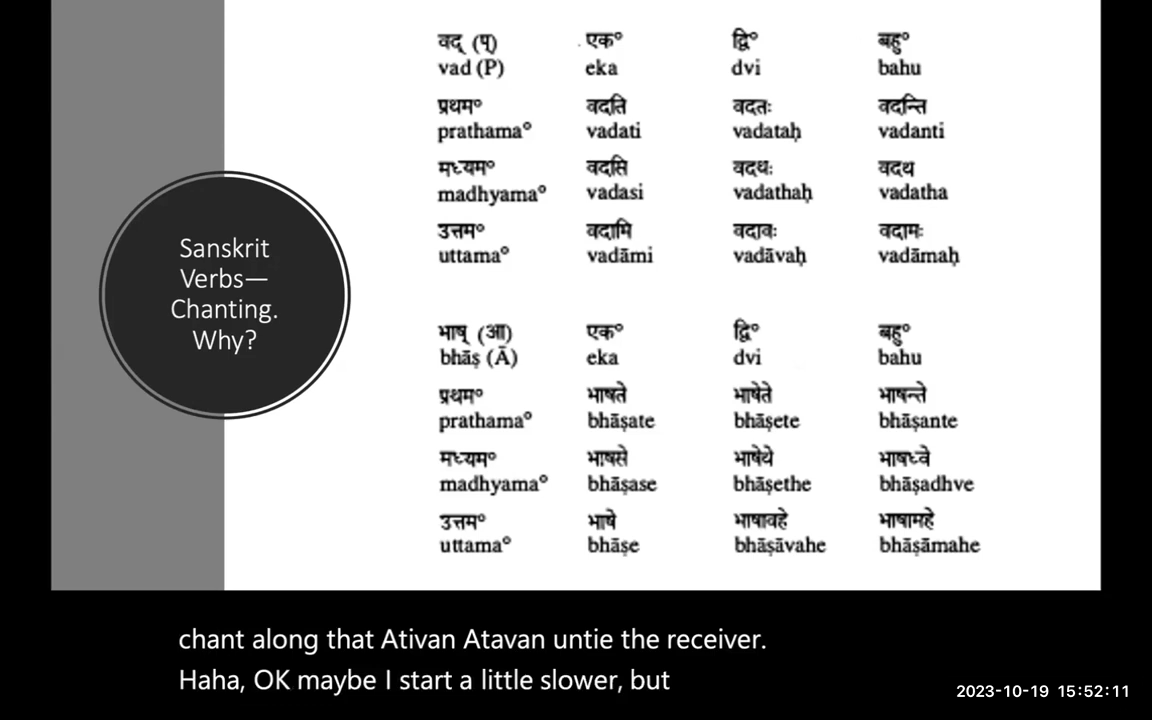 Sanskrit
Verbs—
Chanting.
Why?
वद् (प्) एक° द्वि° बहु°
vad (P) eka dvi bahu
प्रथम° वदति वदतः वदन्ति
prathama° vadati vadataḥ vadanti
मध्यम° वदसि वदथः वदथ
madhyama° vadasi vadathaḥ vadatha
उत्तम° वदामि वदावः वदामः
uttama° vadāmi vadāvaḥ vadāmaḥ
भाष् (आ) एक° द्वि° बहु°
bhāṣ (Ā) eka dvi bahu
प्रथम° भाषते भाषेते भाषन्ते
prathama° bhāṣate bhāṣete bhāṣante
मध्यम° भाषसे भाषेथे भाषध्वे
madhyama° bhāṣase bhāṣethe bhāṣadhve
उत्तम° भाषे भाषावहे भाषामहे
uttama° bhāṣe bhāṣāvahe bhāṣāmahe
chant along that Ativan Atavan untie the receiver.
Haha, OK maybe I start a little slower, but
2023-10-19 15:52:11